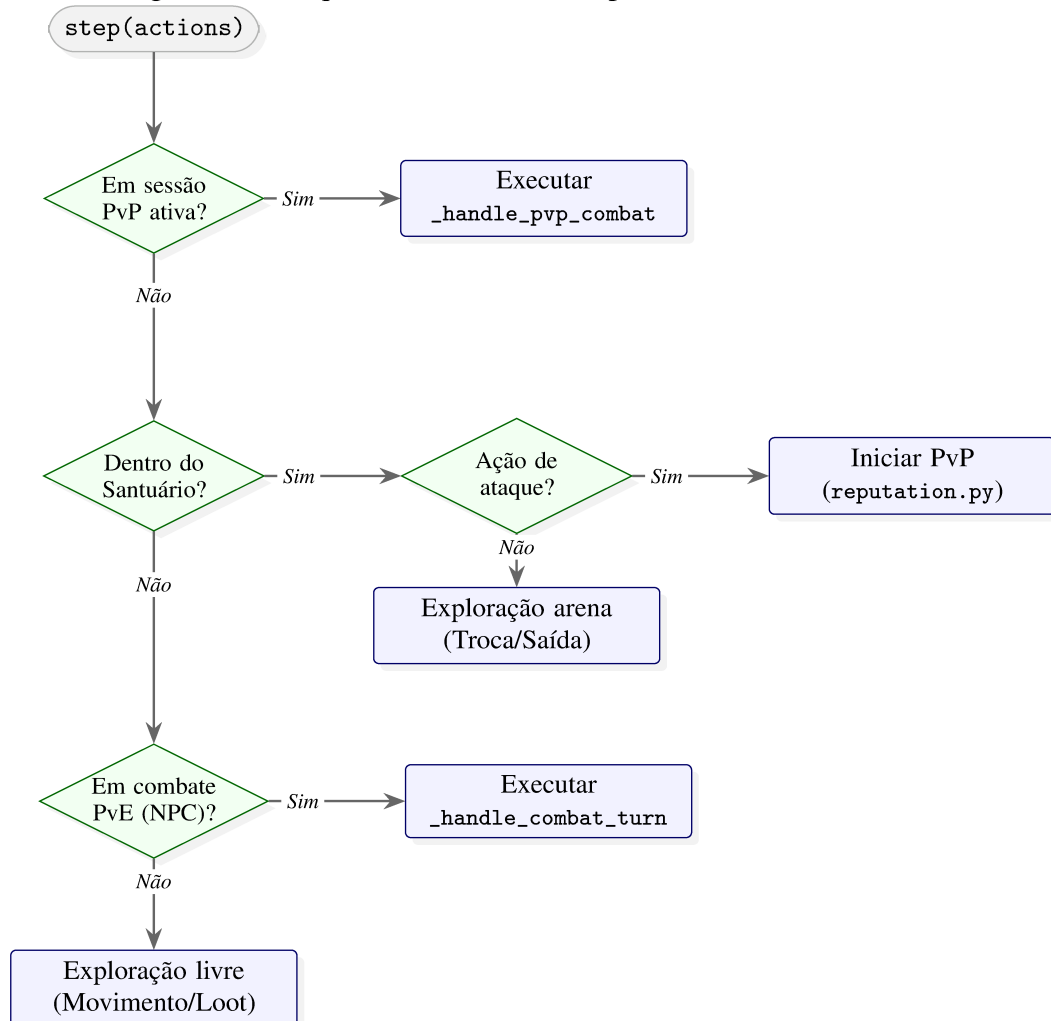 step(actions)
Em sessão
PvP ativa?
Sim
Executar
_handle_pvp_combat
Não
Dentro do
Santuário?
Sim
Ação de
ataque?
Sim
Iniciar PvP
(reputation.py)
Não
Exploração arena
(Troca/Saída)
Não
Em combate
PvE (NPC)?
Sim
Executar
_handle_combat_turn
Não
Exploração livre
(Movimento/Loot)